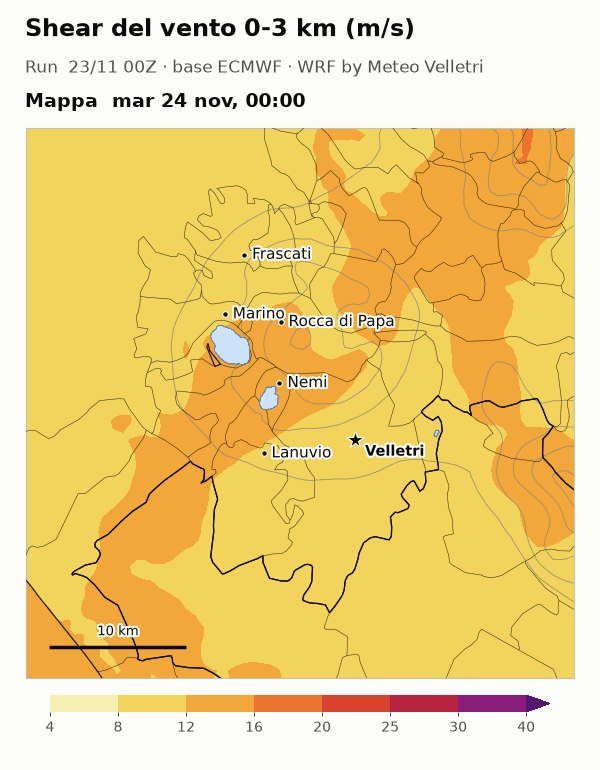 Shear del vento 0-3 km (m/s)
Run  23/11 00Z · base ECMWF · WRF by Meteo Velletri
Mappa  mar 24 nov, 00:00
Frascati
Marino
Rocca di Papa
Nemi
Velletri
Lanuvio
10 km
4 8 12 16 20 25 30 40